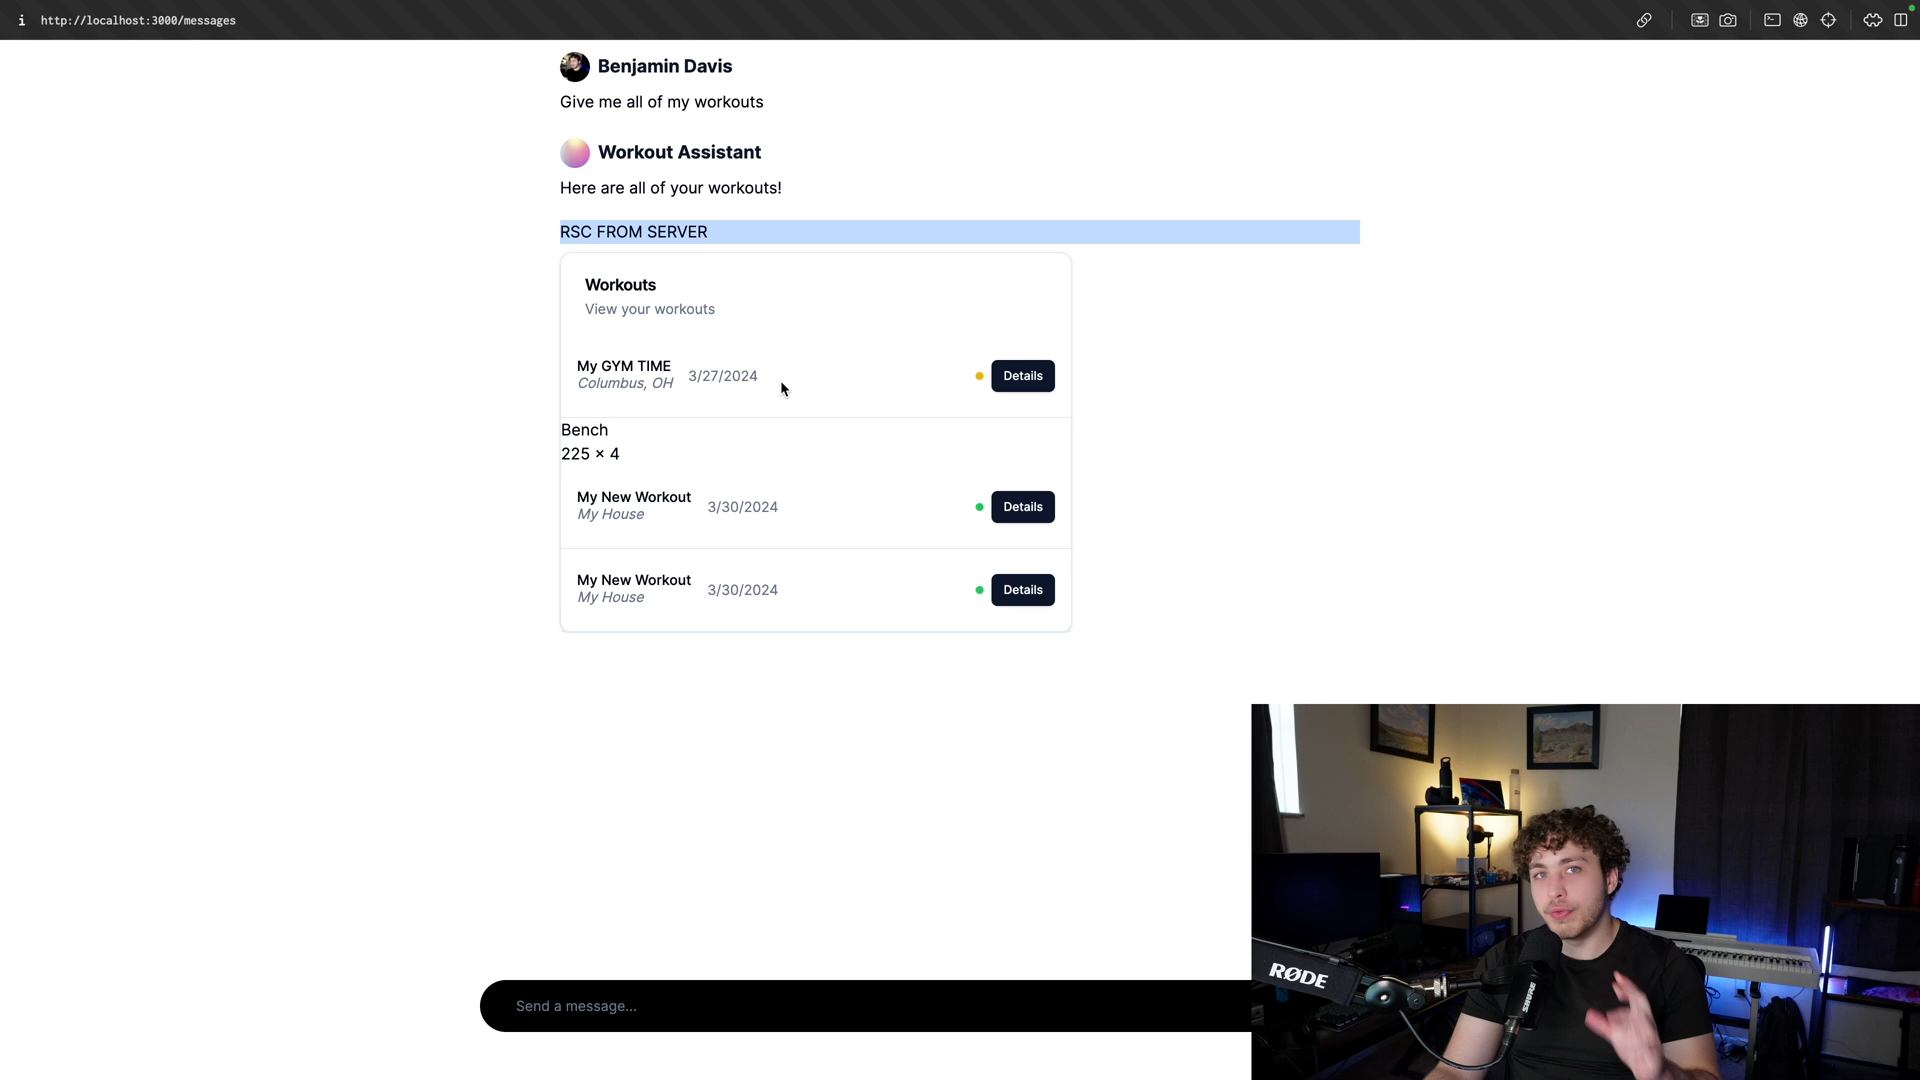 i http://localhost:3000/messages
Benjamin Davis
Give me all of my workouts
Workout Assistant
Here are all of your workouts!
RSC FROM SERVER
Workouts
View your workouts
My GYM TIME
Columbus, OH
3/27/2024
Details
Bench
225 × 4
My New Workout
My House
3/30/2024
Details
My New Workout
My House
3/30/2024
Details
Send a message...
RØDE
SHURE